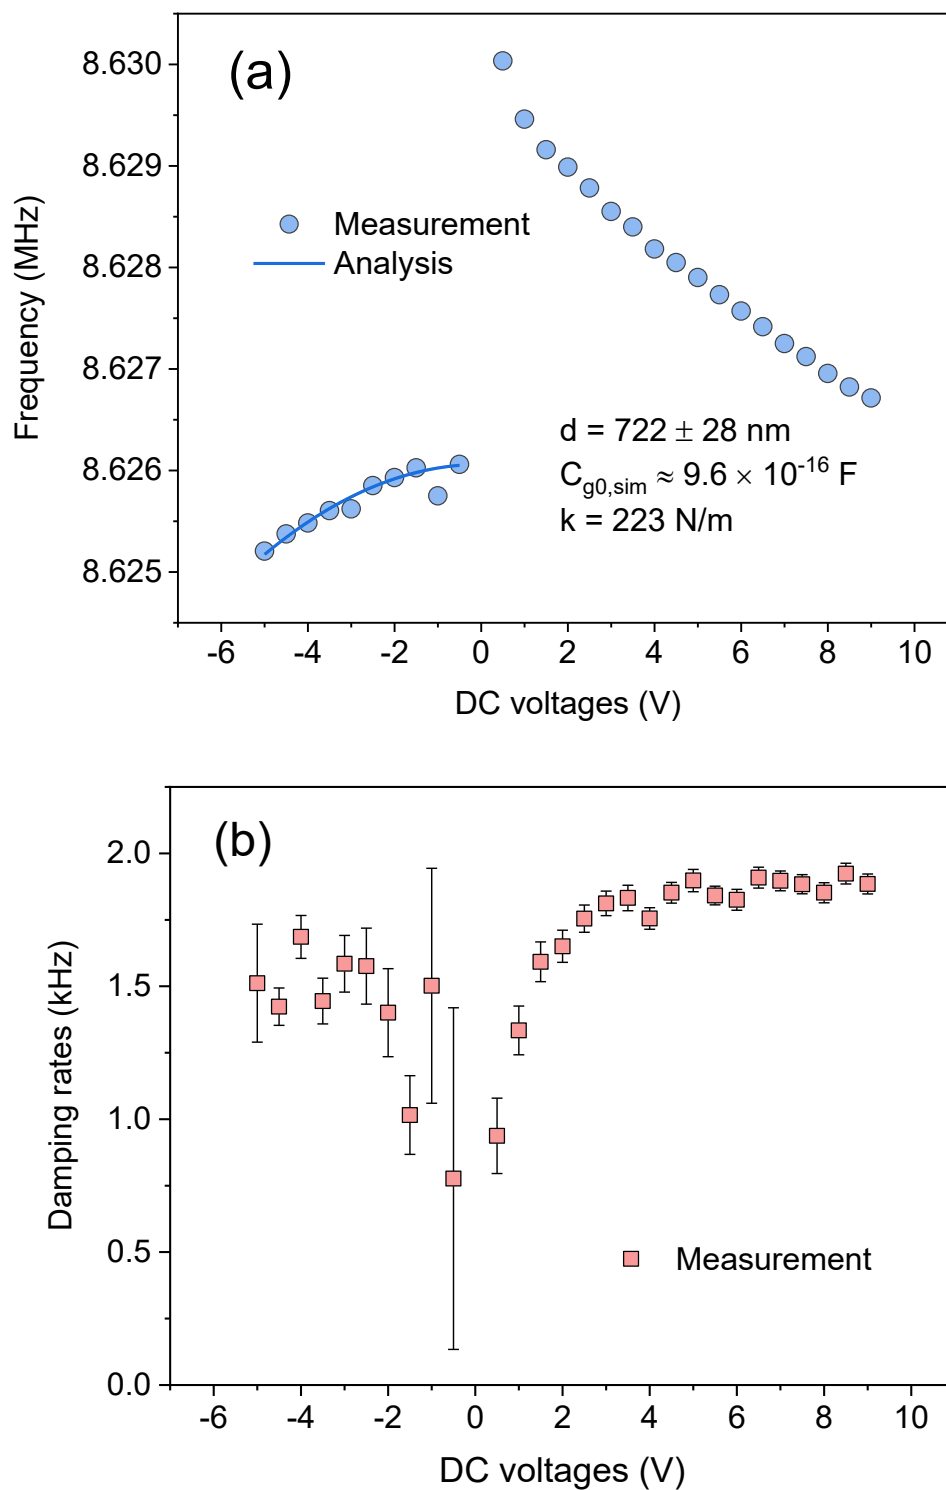 (a)
8.630
8.629
8.628
8.627
8.626
8.625
Frequency (MHz)
Measurement
Analysis
d = 722 ± 28 nm
C_{g0,sim} ≈ 9.6 × 10^{-16} F
k = 223 N/m
-6 -4 -2 0 2 4 6 8 10
DC voltages (V)
(b)
2.0
1.5
1.0
0.5
0.0
Damping rates (kHz)
Measurement
-6 -4 -2 0 2 4 6 8 10
DC voltages (V)